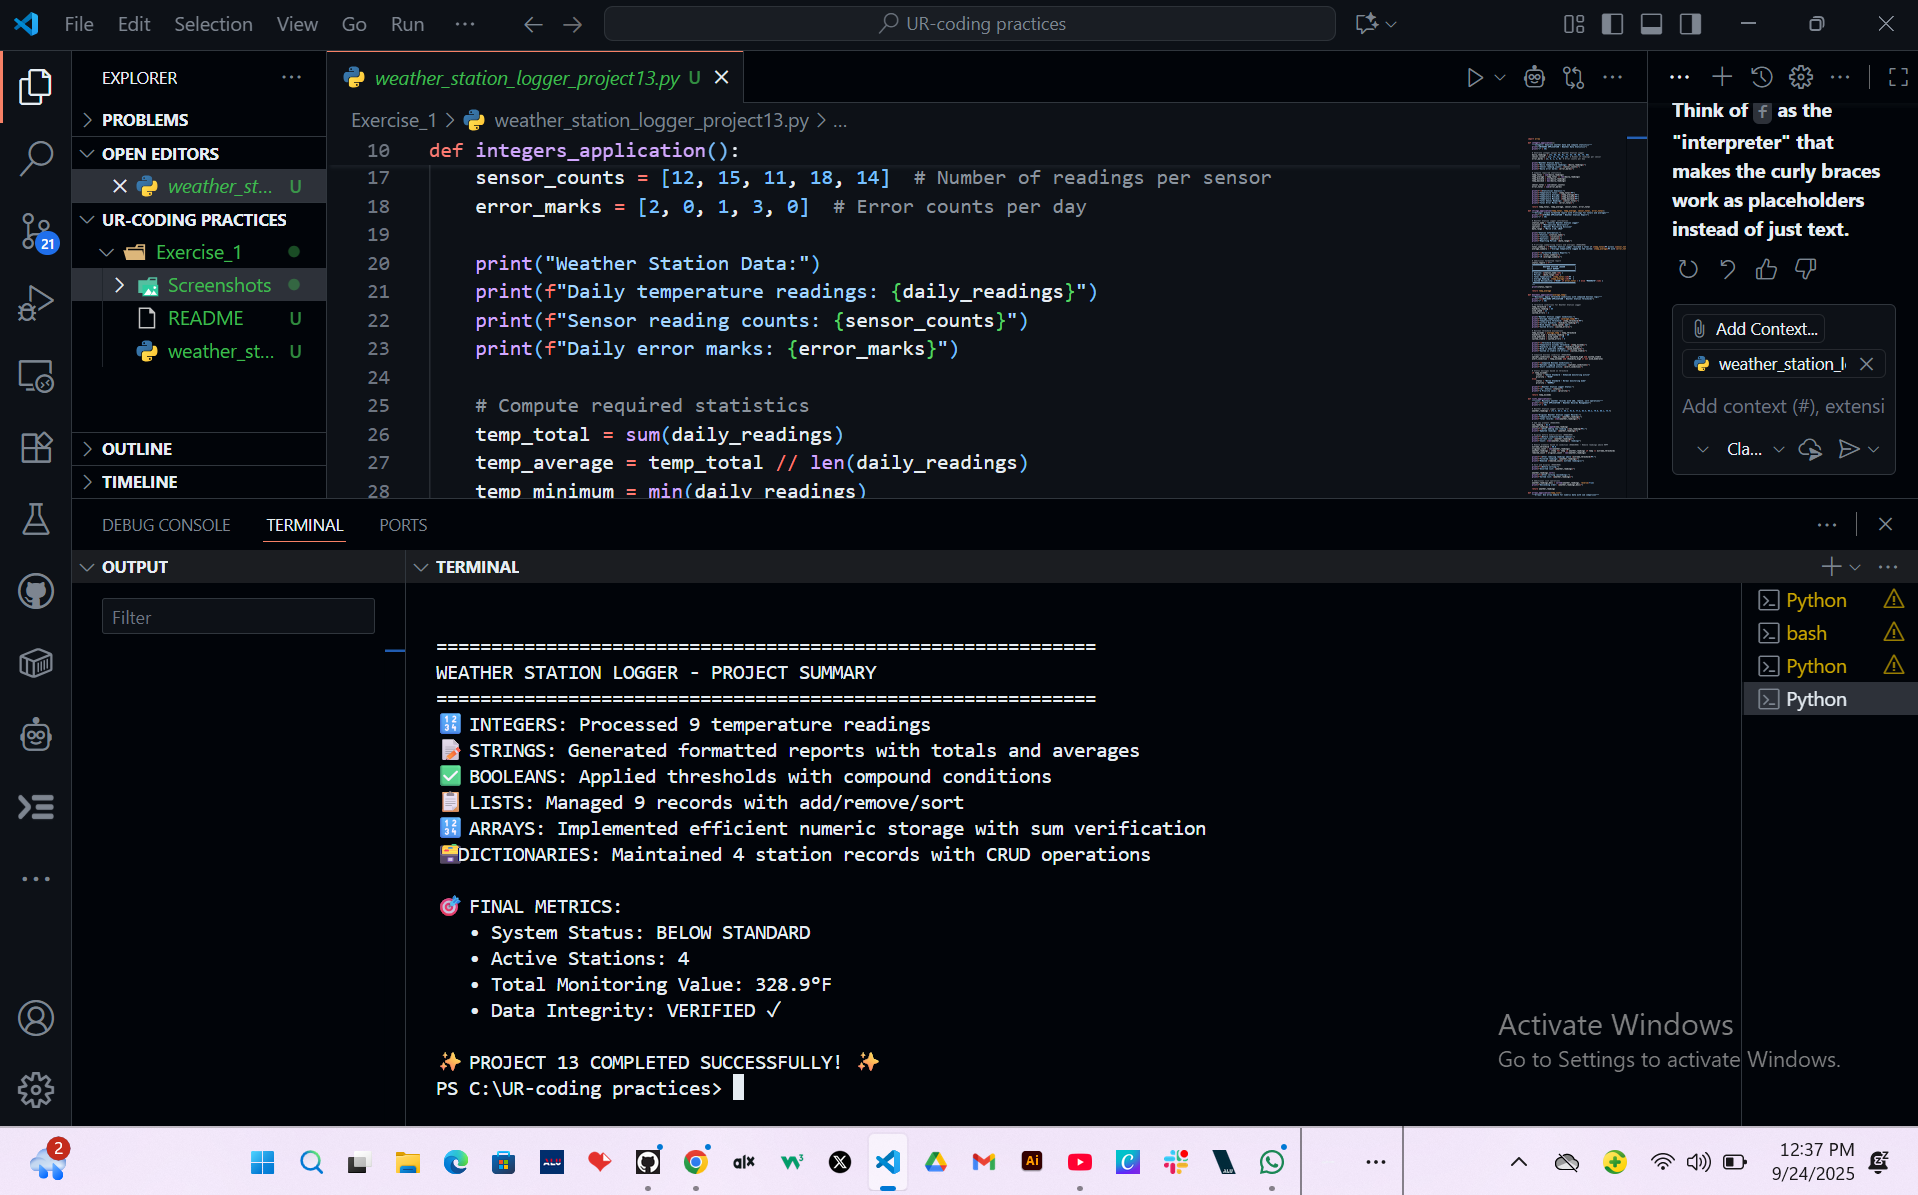 File Edit Selection View Go Run ...
UR-coding practices
EXPLORER
PROBLEMS
OPEN EDITORS
weather_st... U
UR-CODING PRACTICES
Exercise_1
Screenshots
README U
weather_st... U
OUTLINE
TIMELINE
21
weather_station_logger_project13.py U
Exercise_1 > weather_station_logger_project13.py > ...
10 def integers_application():
17 sensor_counts = [12, 15, 11, 18, 14]  # Number of readings per sensor
18 error_marks = [2, 0, 1, 3, 0]  # Error counts per day
19
20 print("Weather Station Data:")
21 print(f"Daily temperature readings: {daily_readings}")
22 print(f"Sensor reading counts: {sensor_counts}")
23 print(f"Daily error marks: {error_marks}")
24
25 # Compute required statistics
26 temp_total = sum(daily_readings)
27 temp_average = temp_total // len(daily_readings)
28 temp_minimum = min(daily_readings)
Think of f as the
"interpreter" that
makes the curly braces
work as placeholders
instead of just text.
Add Context...
weather_station_l
Add context (#), extensi
Cla...
DEBUG CONSOLE TERMINAL PORTS
OUTPUT
Filter
TERMINAL
============================================================
WEATHER STATION LOGGER - PROJECT SUMMARY
============================================================
🔢 INTEGERS: Processed 9 temperature readings
📝 STRINGS: Generated formatted reports with totals and averages
✅ BOOLEANS: Applied thresholds with compound conditions
📋 LISTS: Managed 9 records with add/remove/sort
🔢 ARRAYS: Implemented efficient numeric storage with sum verification
🗃️DICTIONARIES: Maintained 4 station records with CRUD operations
🎯 FINAL METRICS:
• System Status: BELOW STANDARD
• Active Stations: 4
• Total Monitoring Value: 328.9°F
• Data Integrity: VERIFIED ✓
✨ PROJECT 13 COMPLETED SUCCESSFULLY! ✨
PS C:\UR-coding practices>
Python
bash
Python
Python
Activate Windows
Go to Settings to activate Windows.
2
ALU
alx
Ai
12:37 PM
9/24/2025